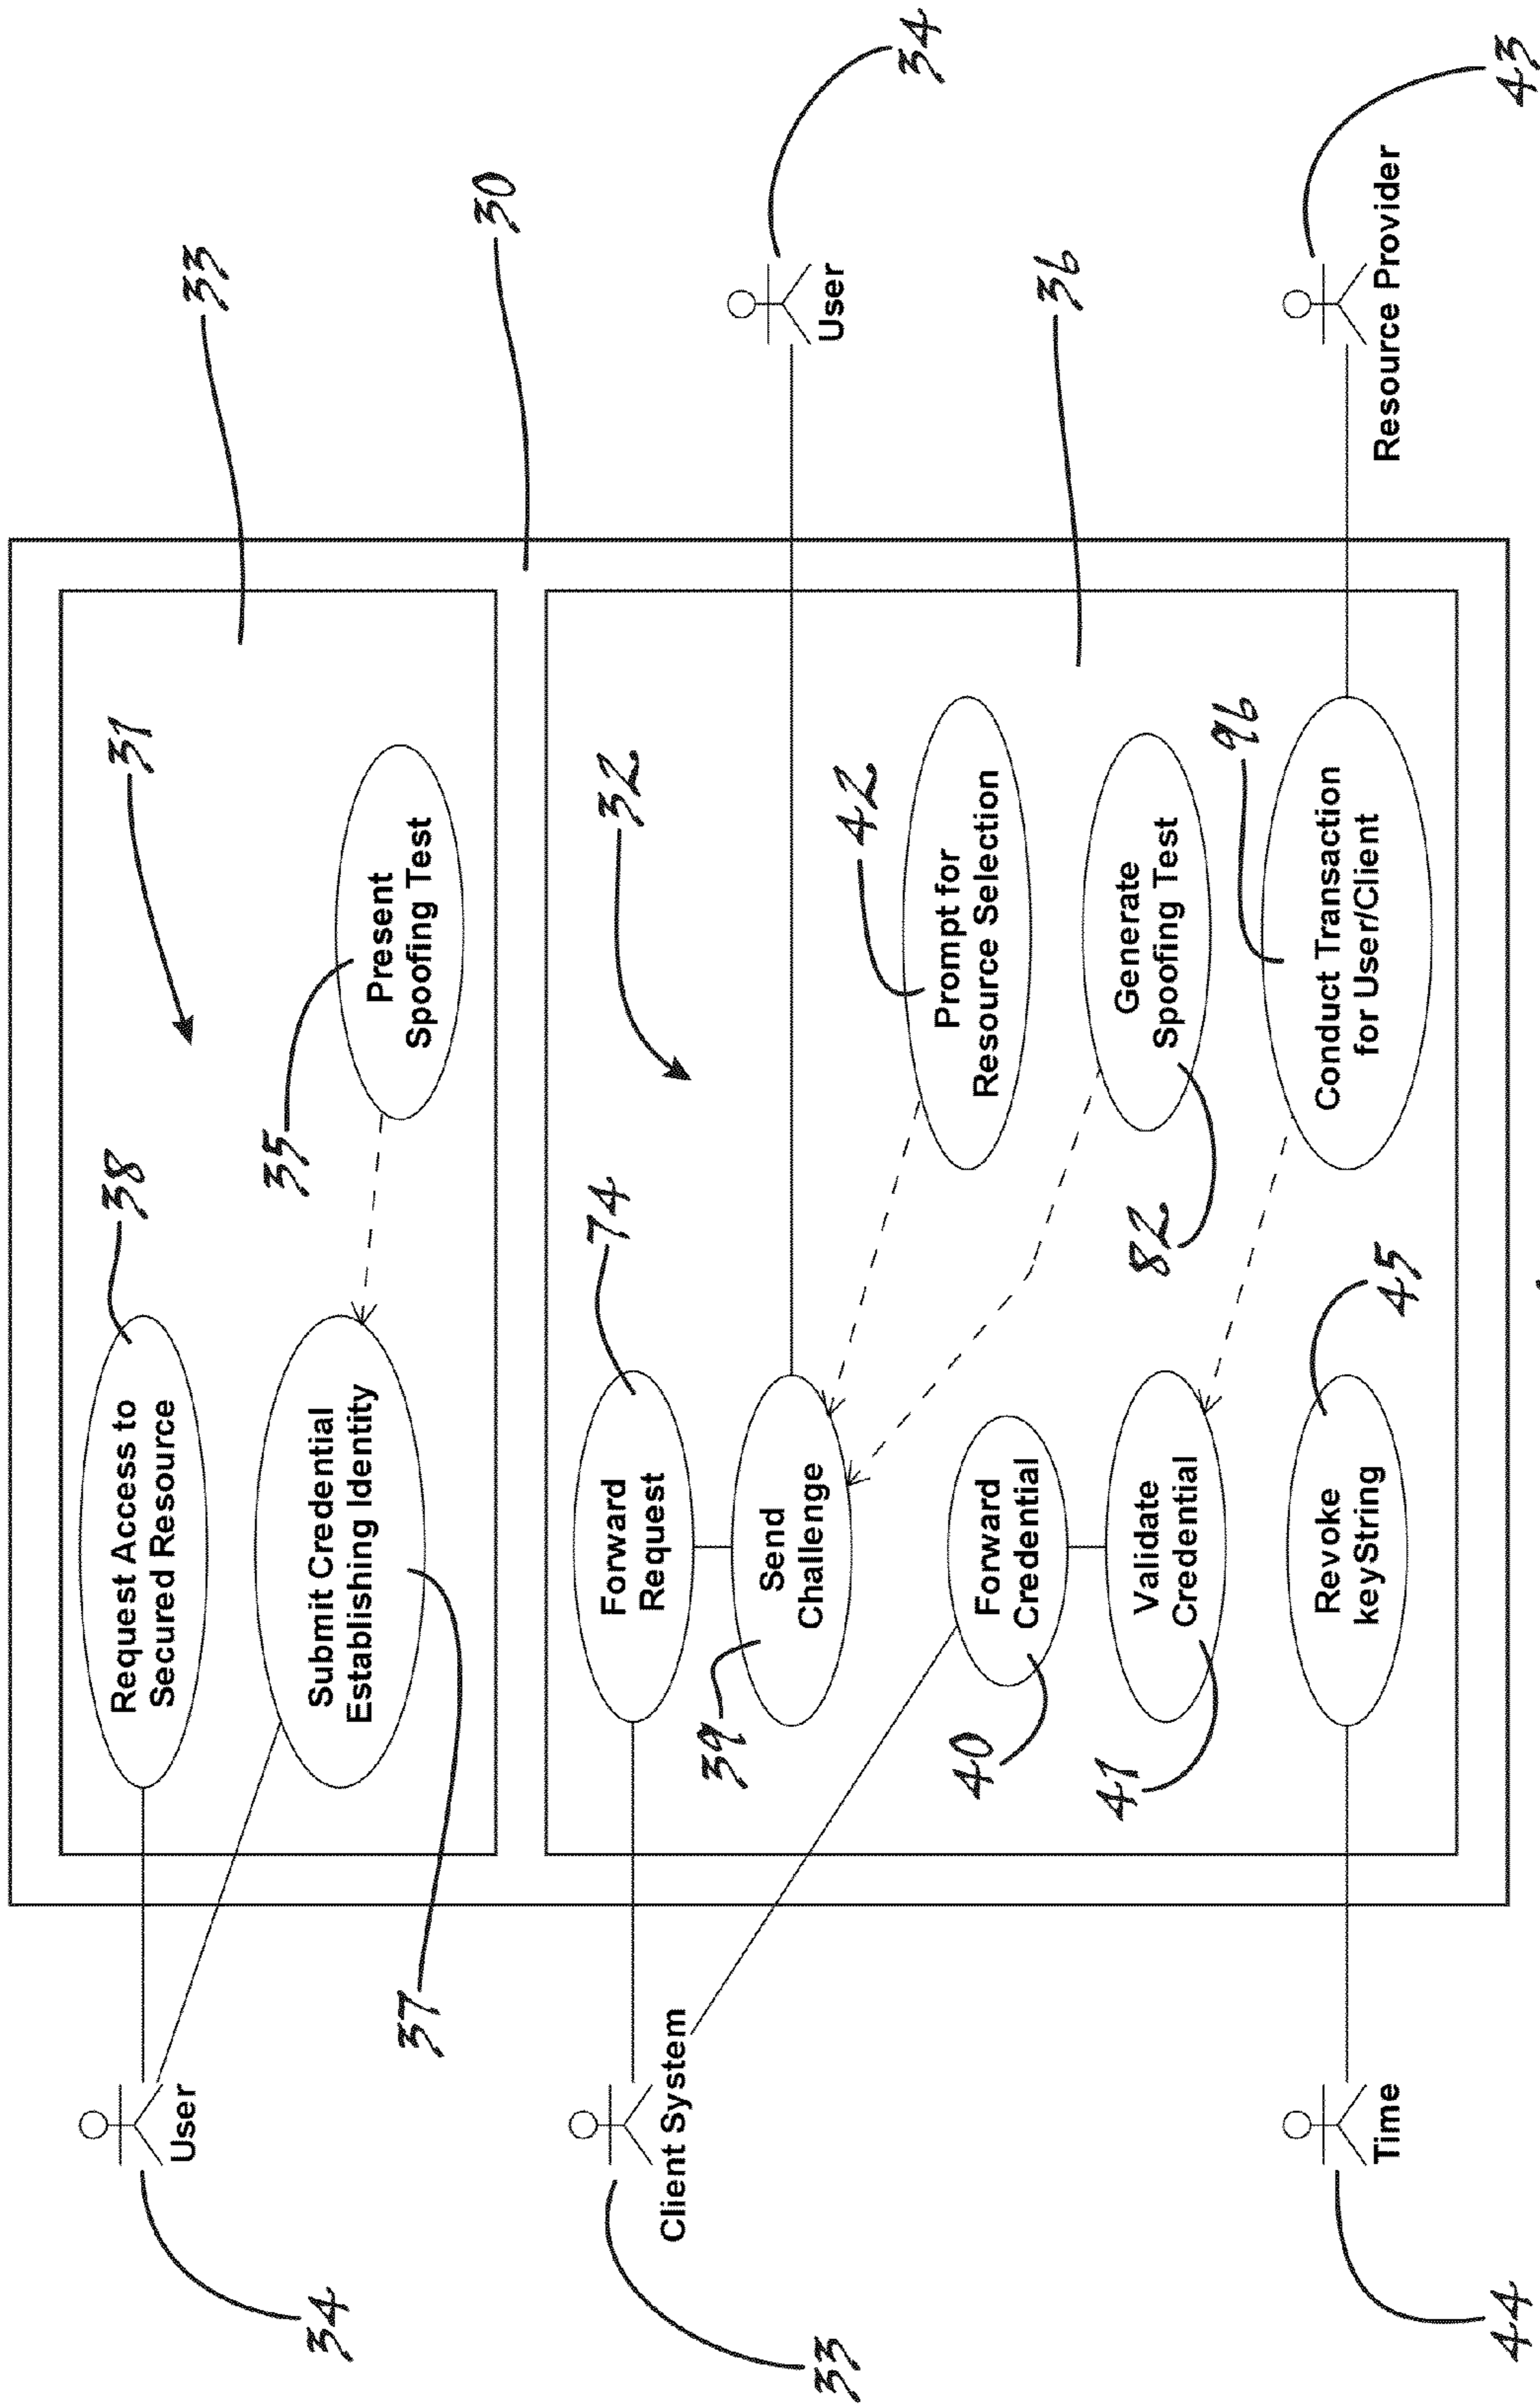 34
User
Request Access to
Secured Resource
38
31
33
30
Submit Credential
Establishing Identity
37
35
Present
Spoofing Test
33
Client System
Forward
Request
74
32
User
34
39
Send
Challenge
42
Prompt for
Resource Selection
36
40
Forward
Credential
82
Generate
Spoofing Test
41
Validate
Credential
96
Conduct Transaction
for User/Client
44
Time
Revoke
keyString
45
Resource Provider
43